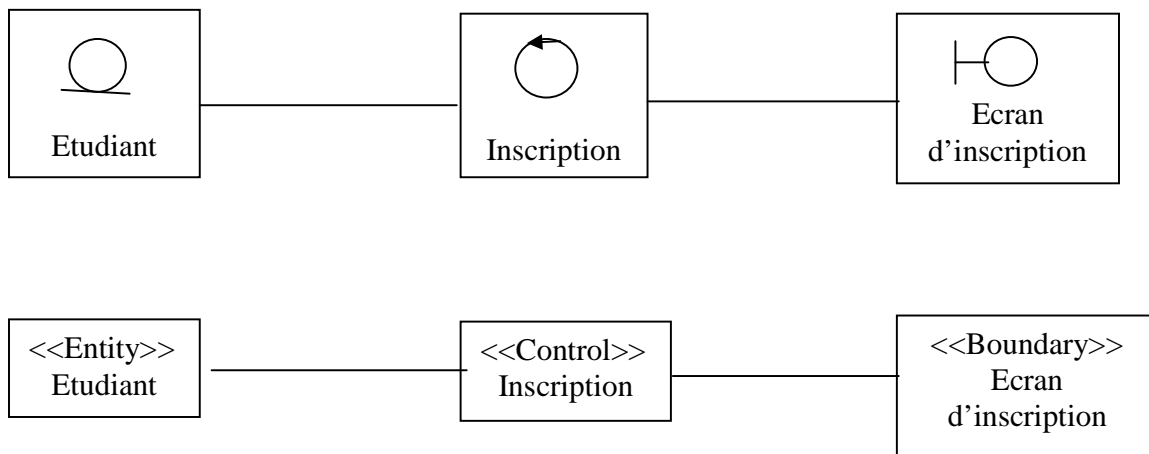 Etudiant
Inscription
Ecran
d’inscription
<<Entity>>
Etudiant
<<Control>>
Inscription
<<Boundary>>
Ecran
d’inscription